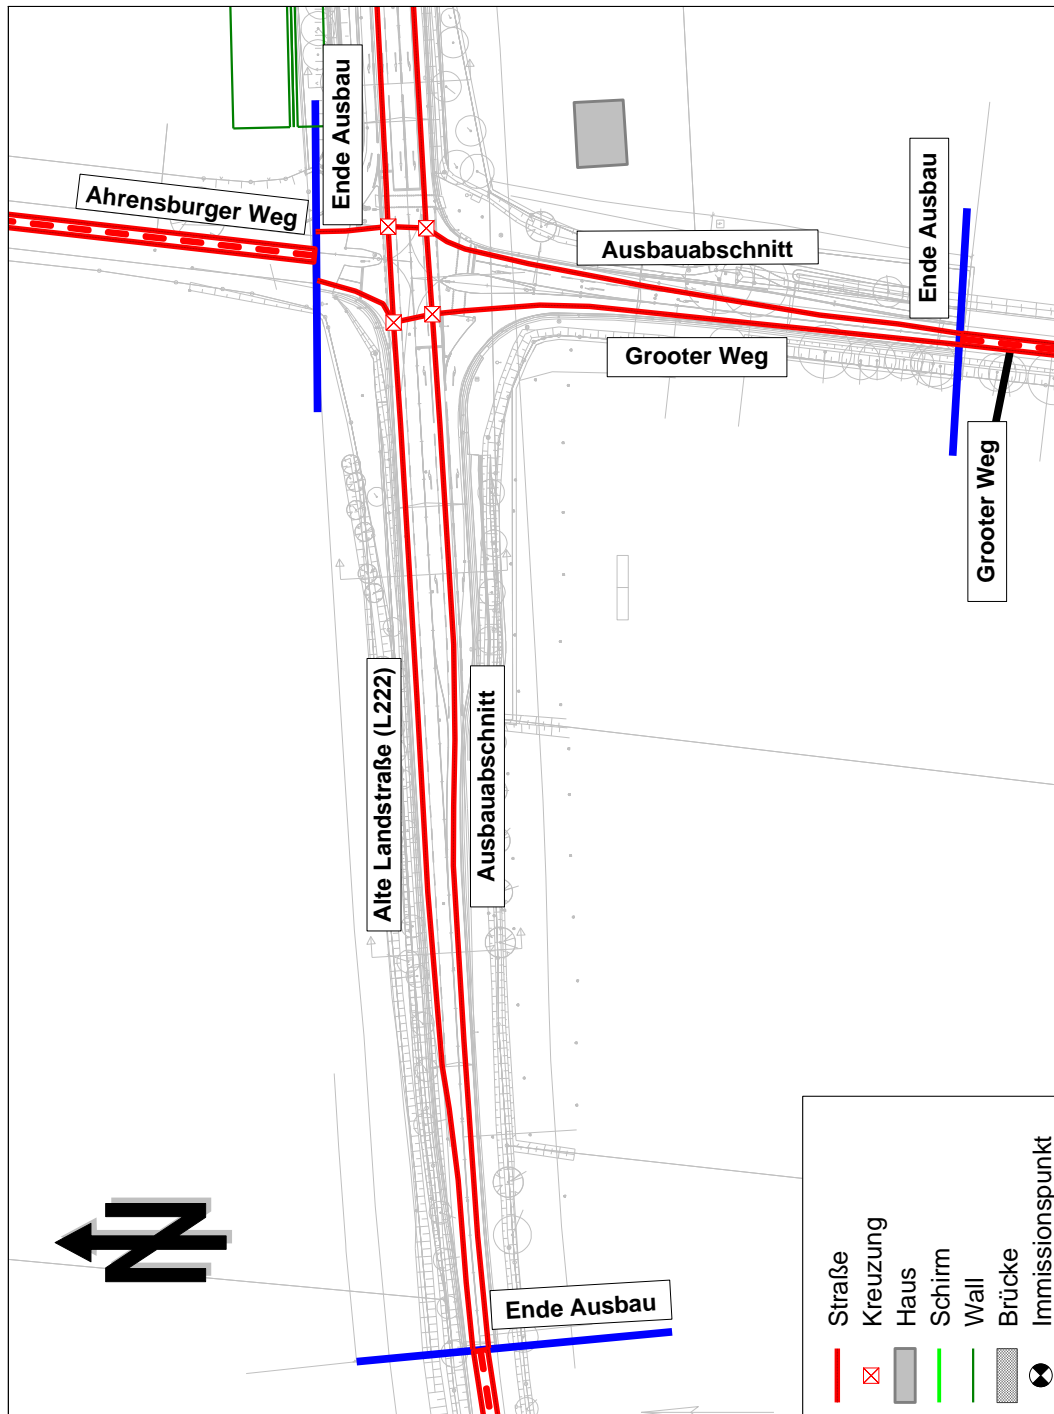 Ende Ausbau
Ahrensburger Weg
Ausbauabschnitt
Ende Ausbau
Grooter Weg
Grooter Weg
Alte Landstraße (L222)
Ausbauabschnitt
N
Ende Ausbau
Straße
Kreuzung
Haus
Schirm
Wall
Brücke
Immissionspunkt